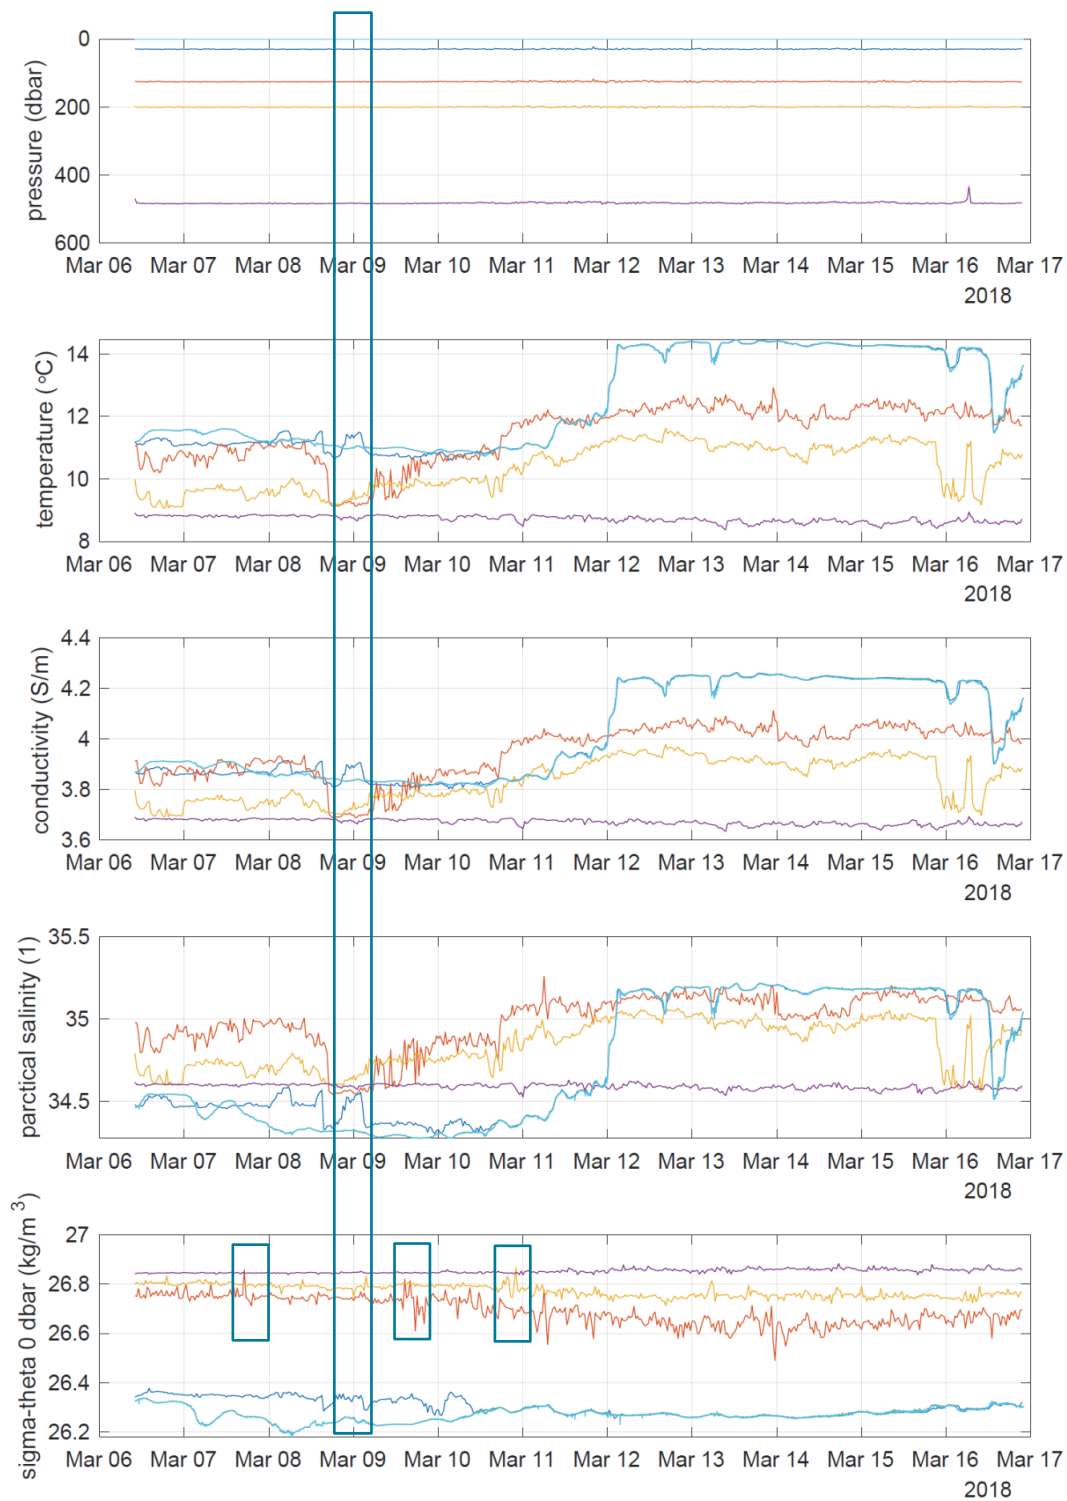 pressure (dbar)
0
200
400
600
Mar 06 Mar 07 Mar 08 Mar 09 Mar 10 Mar 11 Mar 12 Mar 13 Mar 14 Mar 15 Mar 16 Mar 17
2018
temperature (°C)
14
12
10
8
Mar 06 Mar 07 Mar 08 Mar 09 Mar 10 Mar 11 Mar 12 Mar 13 Mar 14 Mar 15 Mar 16 Mar 17
2018
conductivity (S/m)
4.4
4.2
4
3.8
3.6
Mar 06 Mar 07 Mar 08 Mar 09 Mar 10 Mar 11 Mar 12 Mar 13 Mar 14 Mar 15 Mar 16 Mar 17
2018
parctical salinity (1)
35.5
35
34.5
Mar 06 Mar 07 Mar 08 Mar 09 Mar 10 Mar 11 Mar 12 Mar 13 Mar 14 Mar 15 Mar 16 Mar 17
2018
sigma-theta 0 dbar (kg/m³)
27
26.8
26.6
26.4
26.2
Mar 06 Mar 07 Mar 08 Mar 09 Mar 10 Mar 11 Mar 12 Mar 13 Mar 14 Mar 15 Mar 16 Mar 17
2018